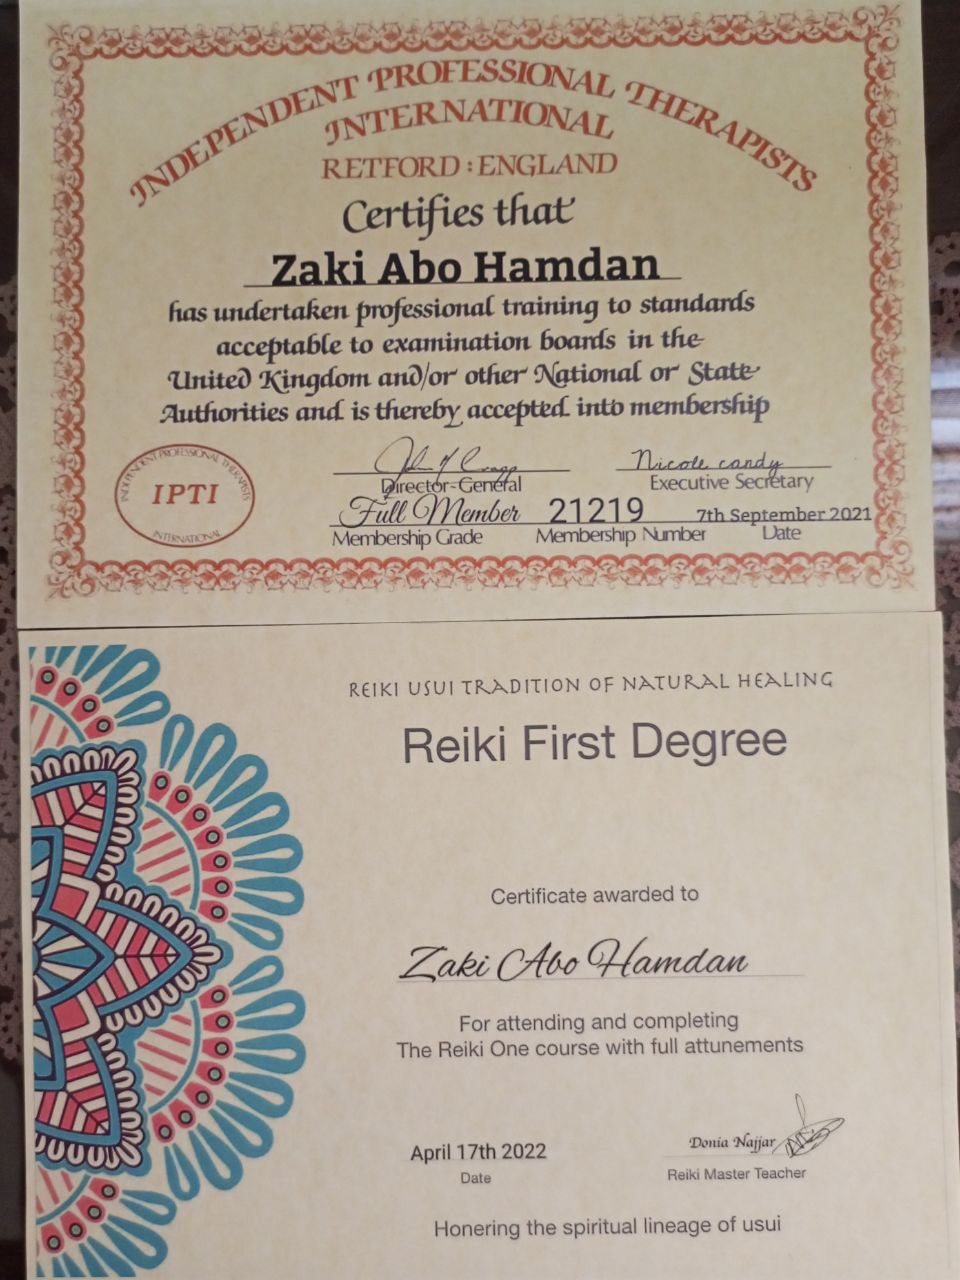 INDEPENDENT PROFESSIONAL THERAPISTS
INTERNATIONAL
RETFORD : ENGLAND
Certifies that
Zaki Abo Hamdan
has undertaken professional training to standards
acceptable to examination boards in the
United Kingdom and/or other National or State
Authorities and is thereby accepted into membership
INDEPENDENT PROFESSIONAL THERAPISTS
IPTI
INTERNATIONAL
Nicole candy
Director-General
Executive Secretary
Full Member 21219 7th September 2021
Membership Grade Membership Number Date
REIKI USUI TRADITION OF NATURAL HEALING
Reiki First Degree
Certificate awarded to
Zaki Abo Hamdan
For attending and completing
The Reiki One course with full attunements
April 17th 2022
Donia Najjar
Date
Reiki Master Teacher
Honering the spiritual lineage of usui